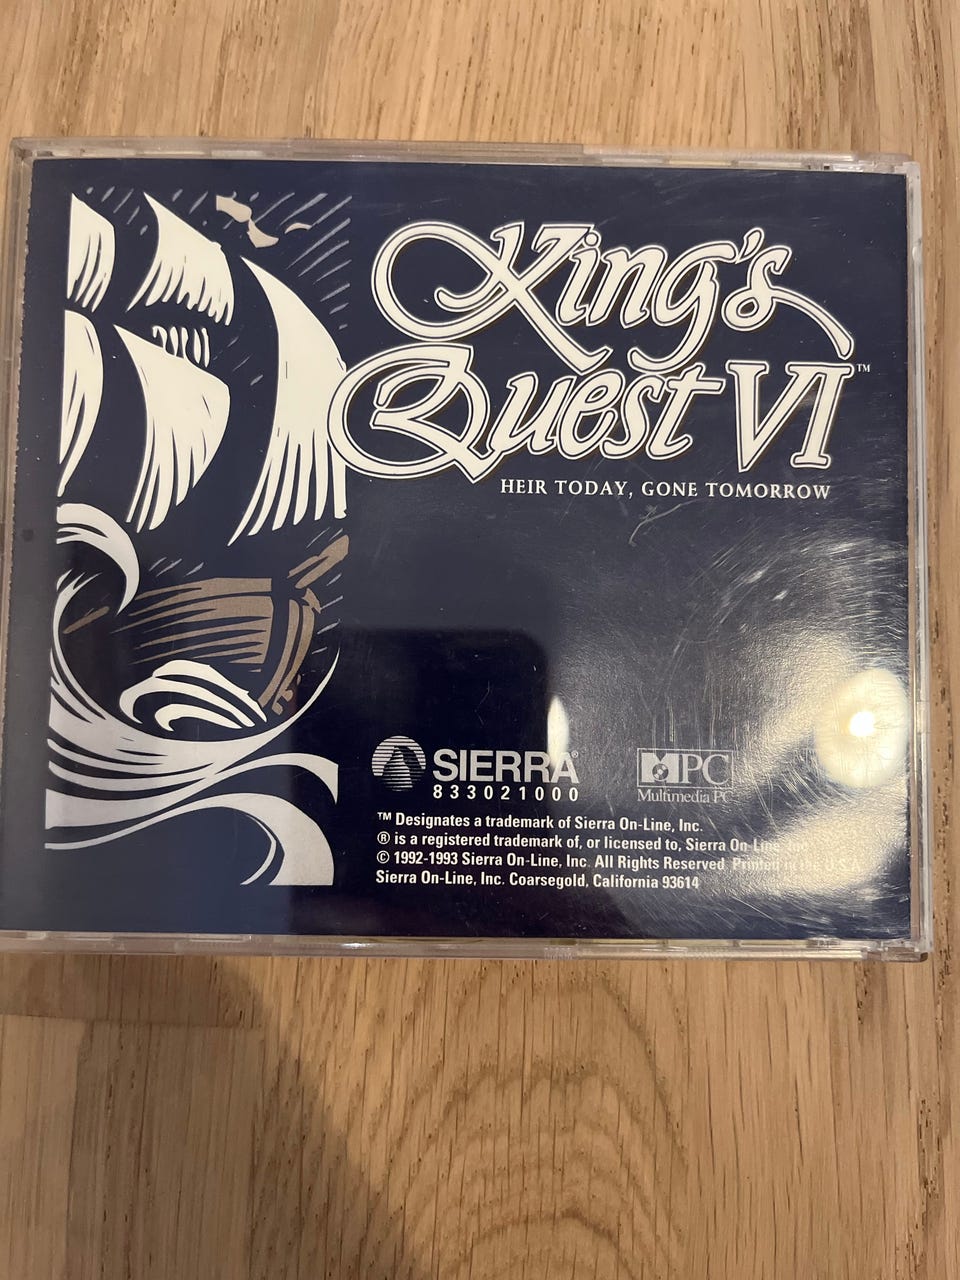 King's
Quest VI™
HEIR TODAY, GONE TOMORROW
SIERRA®
833021000
MPC
Multimedia PC
™ Designates a trademark of Sierra On-Line, Inc.
® is a registered trademark of, or licensed to, Sierra On-Line, Inc.
© 1992-1993 Sierra On-Line, Inc. All Rights Reserved. Printed in the U.S.A.
Sierra On-Line, Inc. Coarsegold, California 93614